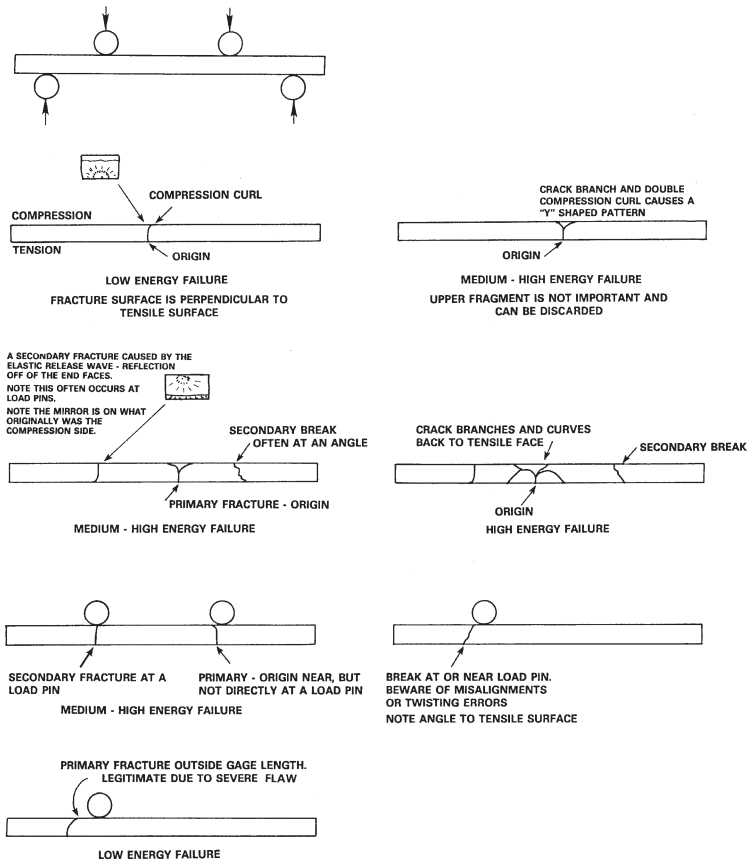 COMPRESSION CURL
COMPRESSION
TENSION
ORIGIN
LOW ENERGY FAILURE
FRACTURE SURFACE IS PERPENDICULAR TO
TENSILE SURFACE
CRACK BRANCH AND DOUBLE
COMPRESSION CURL CAUSES A
"Y" SHAPED PATTERN
ORIGIN
MEDIUM - HIGH ENERGY FAILURE
UPPER FRAGMENT IS NOT IMPORTANT AND
CAN BE DISCARDED
A SECONDARY FRACTURE CAUSED BY THE
ELASTIC RELEASE WAVE - REFLECTION
OFF OF THE END FACES.
NOTE THIS OFTEN OCCURS AT
LOAD PINS.
NOTE THE MIRROR IS ON WHAT
ORIGINALLY WAS THE
COMPRESSION SIDE.
SECONDARY BREAK
OFTEN AT AN ANGLE
PRIMARY FRACTURE - ORIGIN
MEDIUM - HIGH ENERGY FAILURE
CRACK BRANCHES AND CURVES
BACK TO TENSILE FACE
SECONDARY BREAK
ORIGIN
HIGH ENERGY FAILURE
SECONDARY FRACTURE AT A
LOAD PIN
PRIMARY - ORIGIN NEAR, BUT
NOT DIRECTLY AT A LOAD PIN
MEDIUM - HIGH ENERGY FAILURE
BREAK AT OR NEAR LOAD PIN.
BEWARE OF MISALIGNMENTS
OR TWISTING ERRORS
NOTE ANGLE TO TENSILE SURFACE
PRIMARY FRACTURE OUTSIDE GAGE LENGTH.
LEGITIMATE DUE TO SEVERE FLAW
LOW ENERGY FAILURE